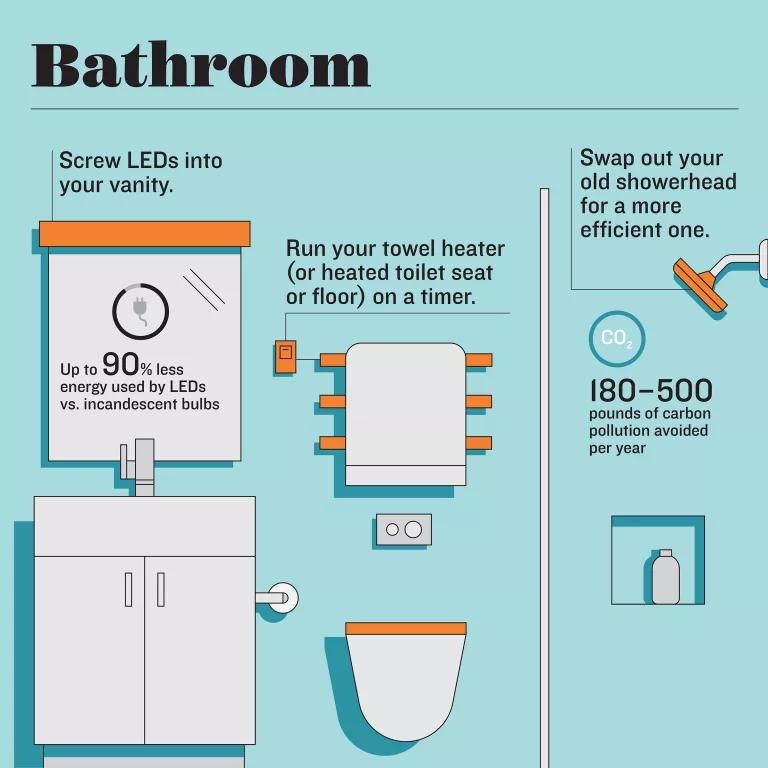 Bathroom
Screw LEDs into
your vanity.
Up to 90% less
energy used by LEDs
vs. incandescent bulbs
Run your towel heater
(or heated toilet seat
or floor) on a timer.
Swap out your
old showerhead
for a more
efficient one.
CO₂
180–500
pounds of carbon
pollution avoided
per year